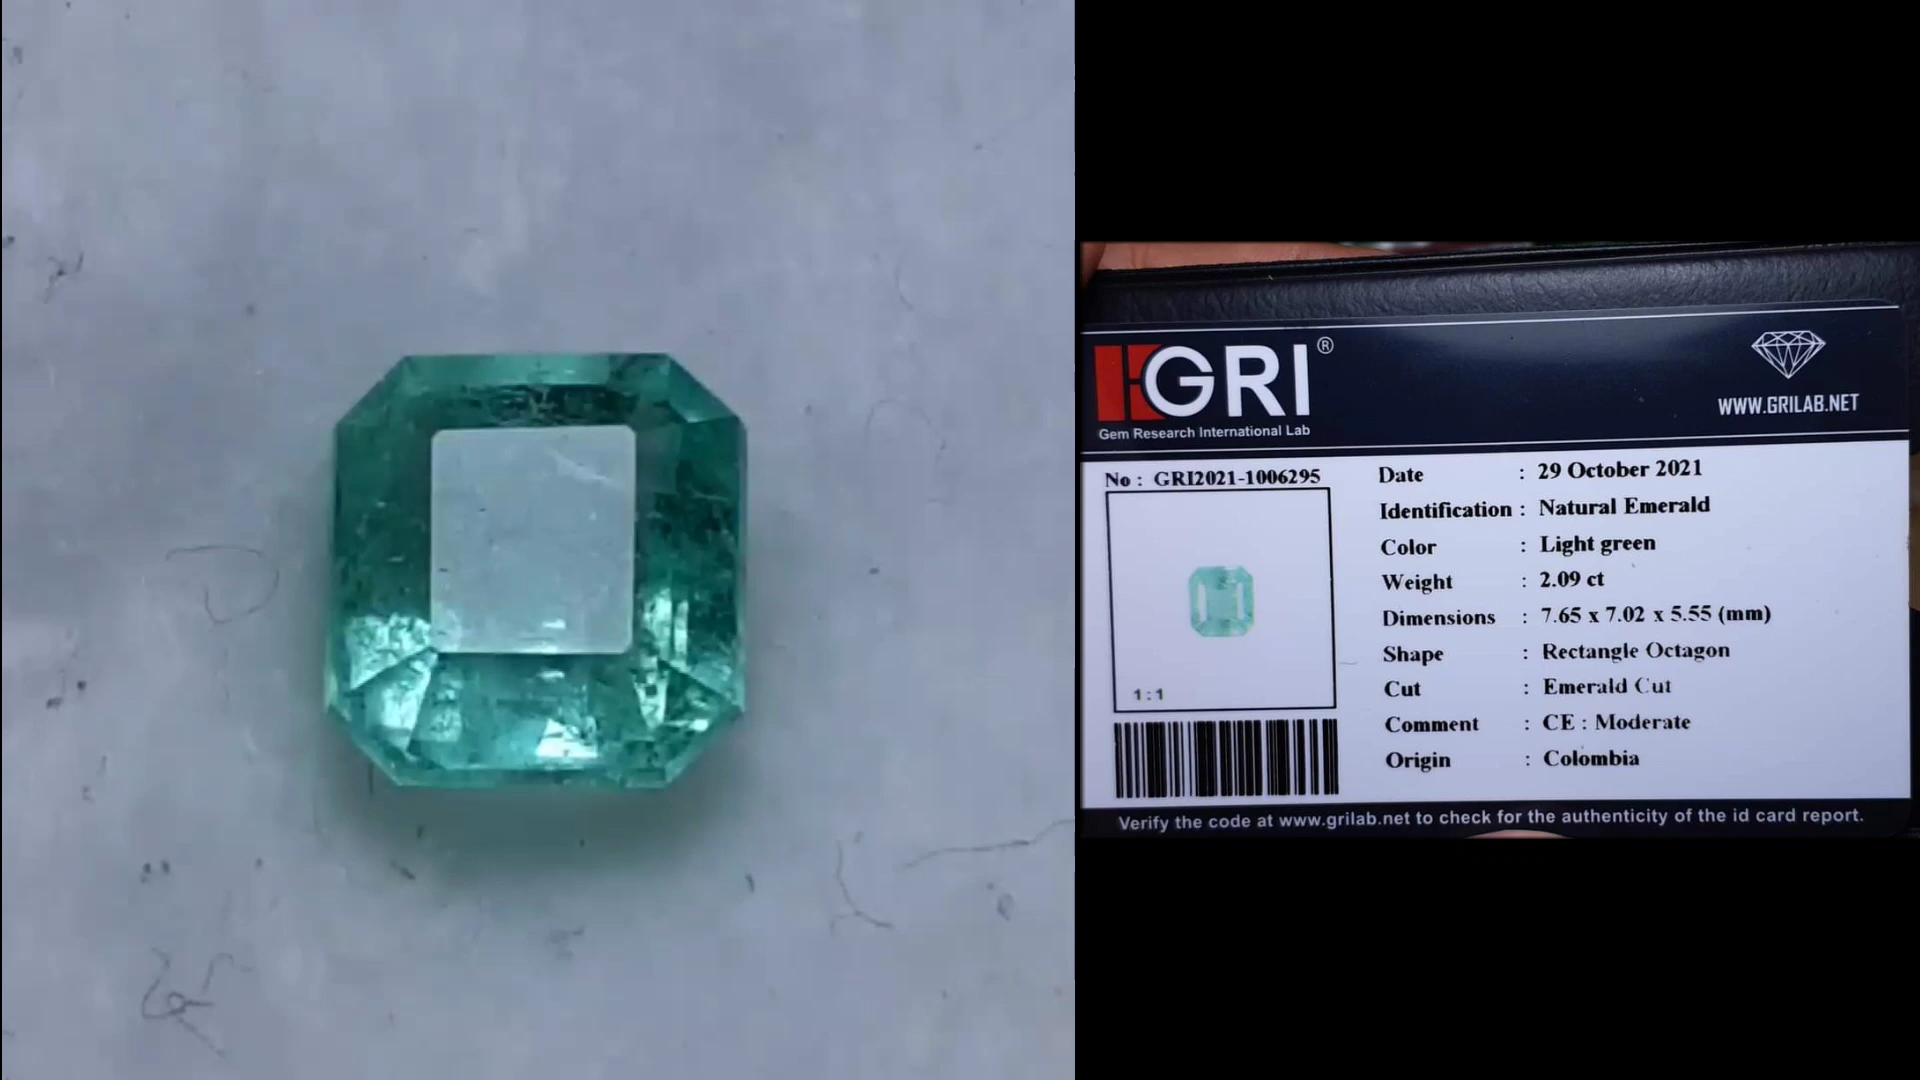 GRI®
Gem Research International Lab
WWW.GRILAB.NET
No : GRI2021-1006295
1:1
Date : 29 October 2021
Identification : Natural Emerald
Color : Light green
Weight : 2.09 ct
Dimensions : 7.65 x 7.02 x 5.55 (mm)
Shape : Rectangle Octagon
Cut : Emerald Cut
Comment : CE : Moderate
Origin : Colombia
Verify the code at www.grilab.net to check for the authenticity of the id card report.